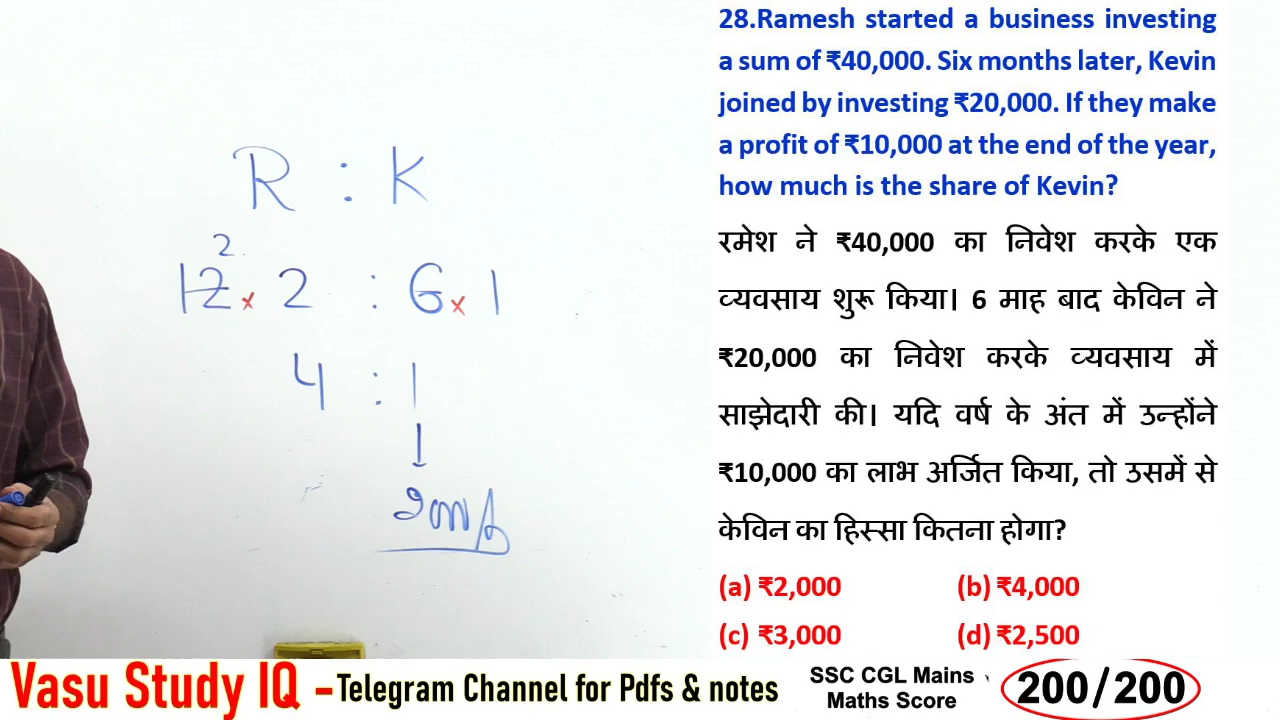 R : K
2
12 x 2 : 6 x 1
4 : 1
2000/-
28.Ramesh started a business investing
a sum of ₹40,000. Six months later, Kevin
joined by investing ₹20,000. If they make
a profit of ₹10,000 at the end of the year,
how much is the share of Kevin?
रमेश ने ₹40,000 का निवेश करके एक
व्यवसाय शुरू किया। 6 माह बाद केविन ने
₹20,000 का निवेश करके व्यवसाय में
साझेदारी की। यदि वर्ष के अंत में उन्होंने
₹10,000 का लाभ अर्जित किया, तो उसमें से
केविन का हिस्सा कितना होगा?
(a) ₹2,000 (b) ₹4,000
(c) ₹3,000 (d) ₹2,500
Vasu Study IQ – Telegram Channel for Pdfs & notes
SSC CGL Mains
Maths Score
200/200